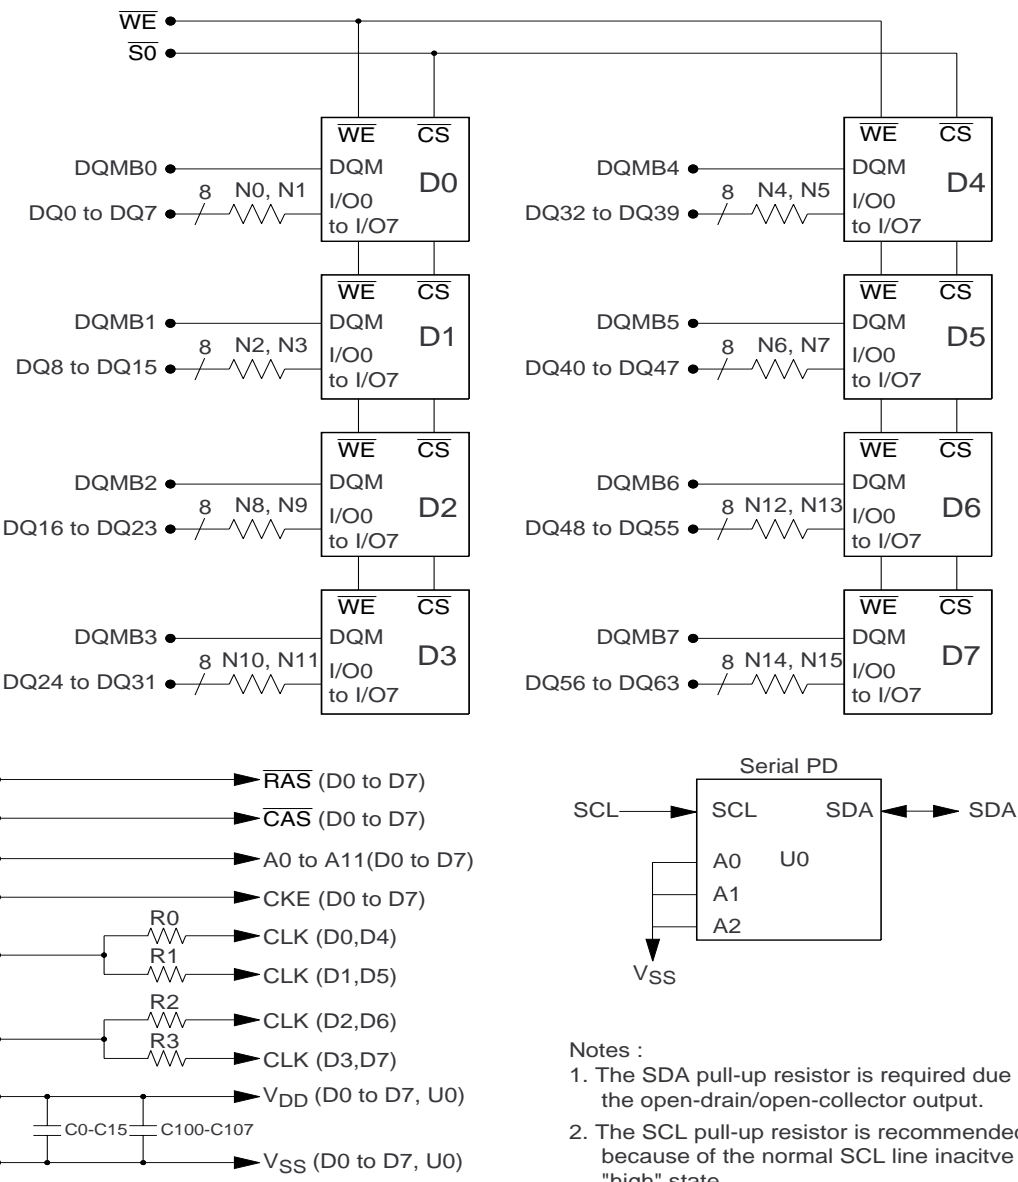 WE
S0
WE CS
DQMB0 DQM D0
DQ0 to DQ7 8 N0, N1 I/O0
to I/O7
WE CS
DQMB4 DQM D4
DQ32 to DQ39 8 N4, N5 I/O0
to I/O7
WE CS
DQMB1 DQM D1
DQ8 to DQ15 8 N2, N3 I/O0
to I/O7
WE CS
DQMB5 DQM D5
DQ40 to DQ47 8 N6, N7 I/O0
to I/O7
WE CS
DQMB2 DQM D2
DQ16 to DQ23 8 N8, N9 I/O0
to I/O7
WE CS
DQMB6 DQM D6
DQ48 to DQ55 8 N12, N13 I/O0
to I/O7
WE CS
DQMB3 DQM D3
DQ24 to DQ31 8 N10, N11 I/O0
to I/O7
WE CS
DQMB7 DQM D7
DQ56 to DQ63 8 N14, N15 I/O0
to I/O7
RAS (D0 to D7)
CAS (D0 to D7)
A0 to A11(D0 to D7)
CKE (D0 to D7)
R0 CLK (D0,D4)
R1 CLK (D1,D5)
R2 CLK (D2,D6)
R3 CLK (D3,D7)
VDD (D0 to D7, U0)
C0-C15 C100-C107
VSS (D0 to D7, U0)
Serial PD
SCL SCL SDA SDA
A0 U0
A1
A2
VSS
Notes :
1. The SDA pull-up resistor is required due
the open-drain/open-collector output.
2. The SCL pull-up resistor is recommended
because of the normal SCL line inacitve
"high" state